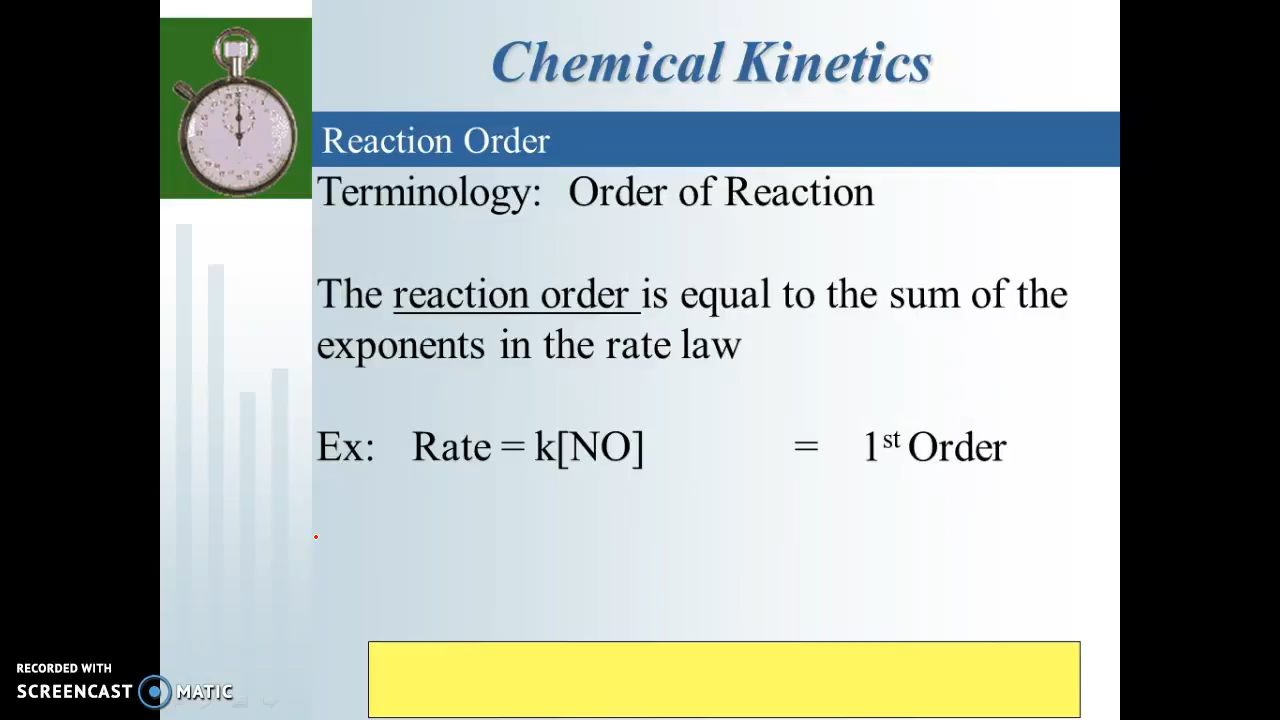 Chemical Kinetics
Reaction Order
Terminology: Order of Reaction
The reaction order is equal to the sum of the
exponents in the rate law
Ex: Rate = k[NO] = 1st Order
RECORDED WITH
SCREENCAST MATIC